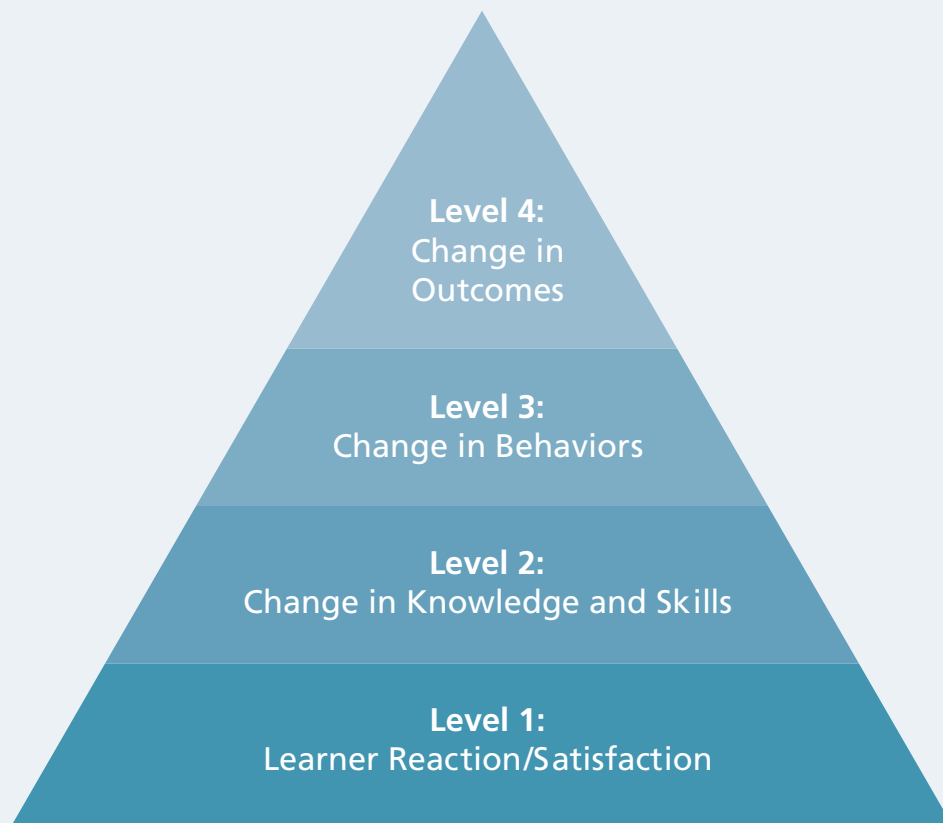 Level 4:
Change in
Outcomes
Level 3:
Change in Behaviors
Level 2:
Change in Knowledge and Skills
Level 1:
Learner Reaction/Satisfaction